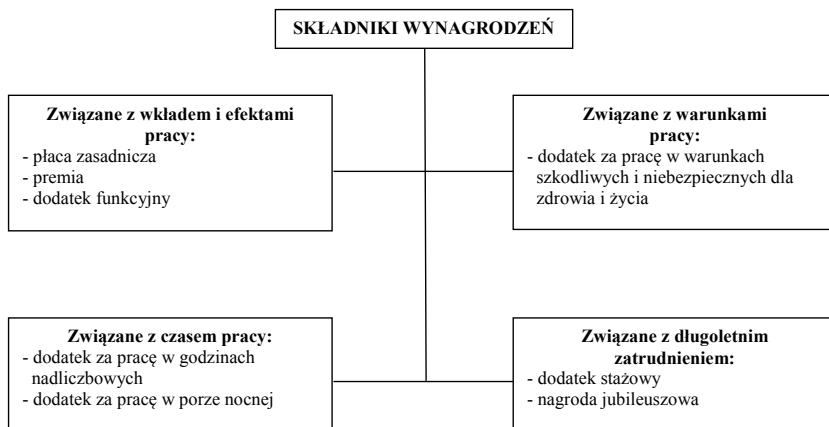 SKŁADNIKI WYNAGRODZEŃ
Związane z wkładem i efektami
pracy:
- płaca zasadnicza
- premia
- dodatek funkcyjny
Związane z warunkami
pracy:
- dodatek za pracę w warunkach
szkodliwych i niebezpiecznych dla
zdrowia i życia
Związane z czasem pracy:
- dodatek za pracę w godzinach
nadliczbowych
- dodatek za pracę w porze nocnej
Związane z długoletnim
zatrudnieniem:
- dodatek stażowy
- nagroda jubileuszowa